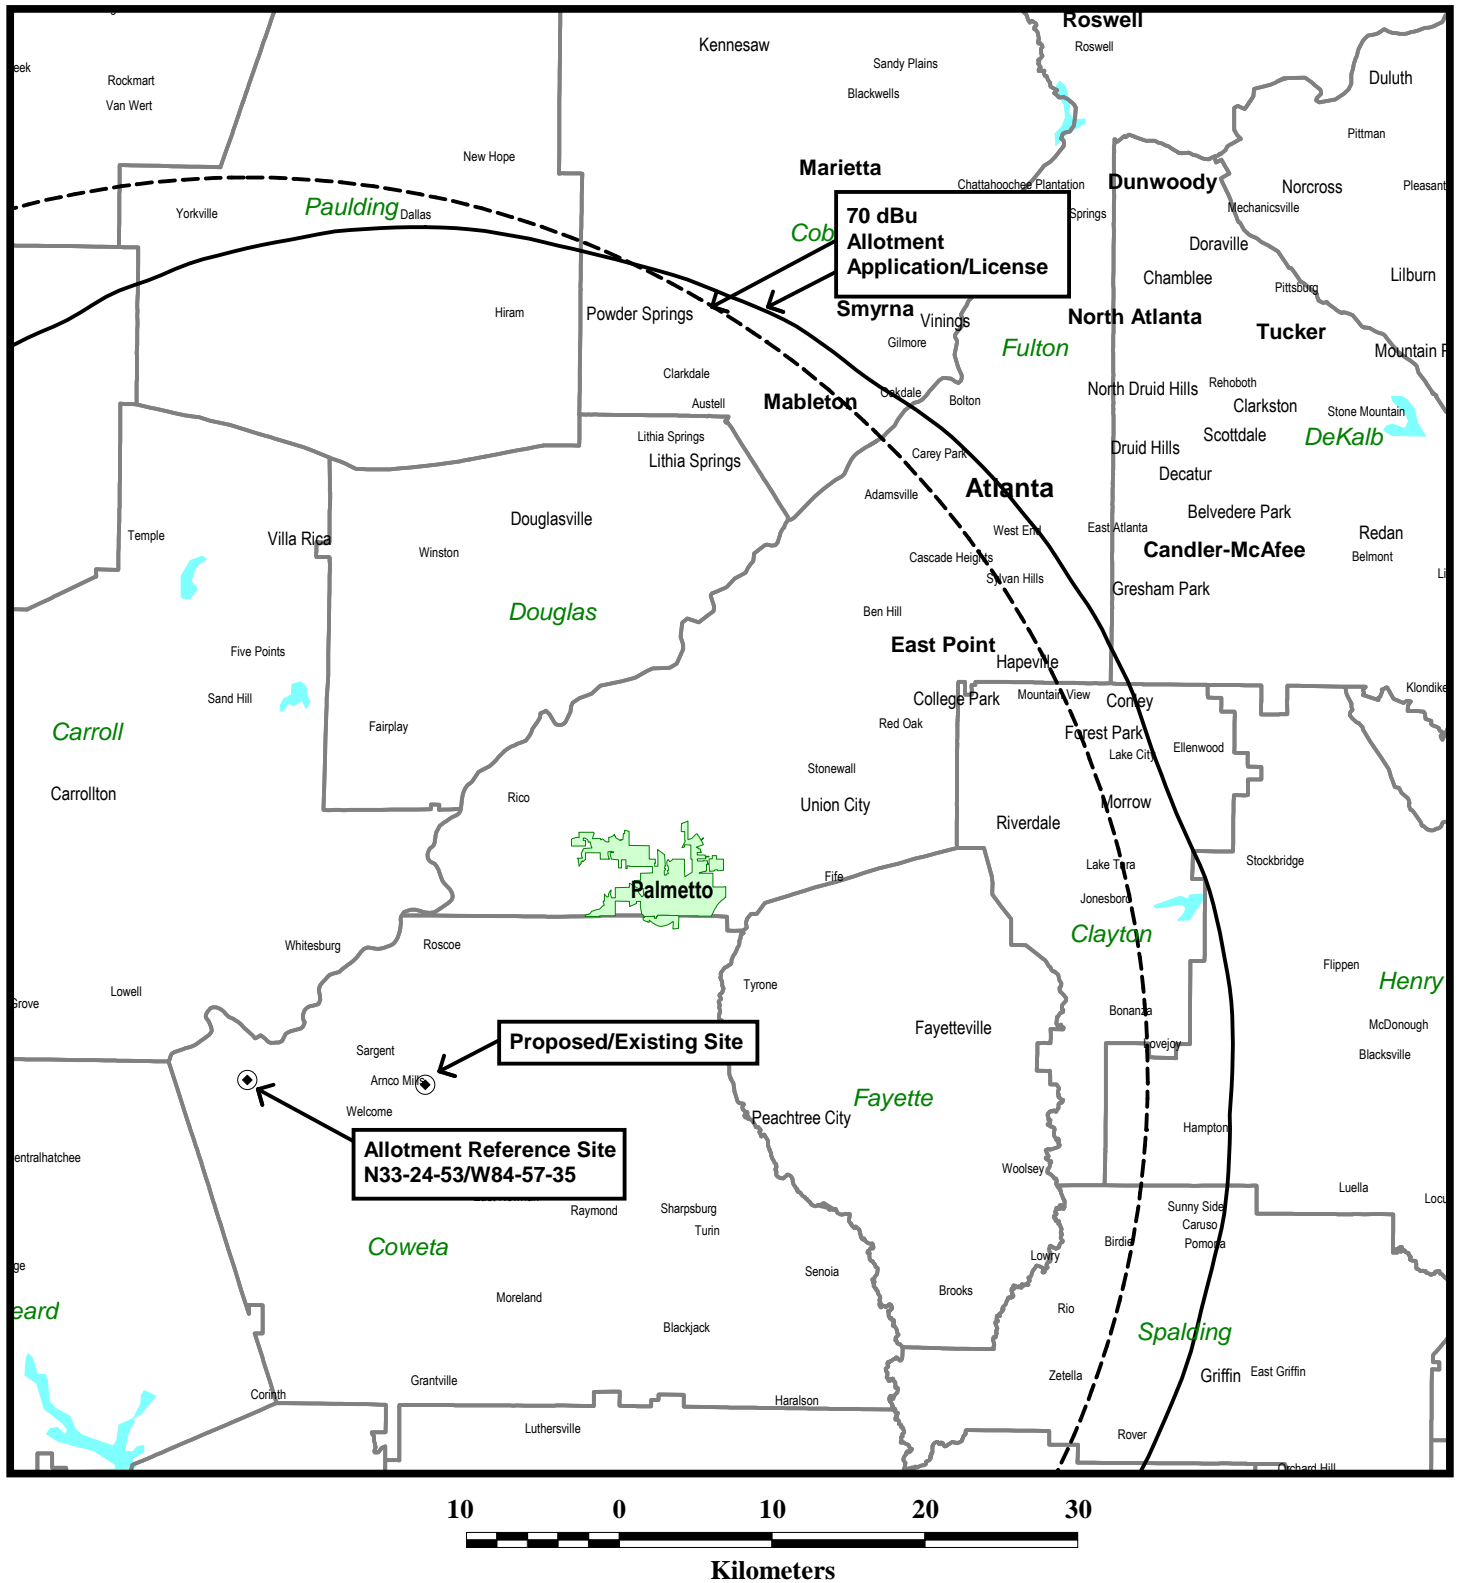 Roswell
Roswell
Kennesaw
Sandy Plains
Blackwells
Duluth
eek
Rockmart
Van Wert
Pittman
New Hope
Marietta
Chattahoochee Plantation
Dunwoody
Norcross
Pleasant
Yorkville
Paulding
Dallas
Cob
70 dBu
Allotment
Application/License
Springs
Mechanicsville
Doraville
Chamblee
Pittsburg
Lilburn
Hiram
Powder Springs
Smyrna
Vinings
Gilmore
North Atlanta
Tucker
Fulton
Mountain P
Clarkdale
Austell
Mableton
Oakdale
Bolton
North Druid Hills
Rehoboth
Clarkston
Stone Mountain
Lithia Springs
Lithia Springs
Carey Park
Druid Hills
Scottdale
DeKalb
Decatur
Adamsville
Atlanta
Belvedere Park
Temple
Villa Rica
Douglasville
Winston
West End
East Atlanta
Redan
Cascade Heights
Candler-McAfee
Belmont
Sylvan Hills
Li
Gresham Park
Douglas
Ben Hill
East Point
Five Points
Hapeville
Sand Hill
College Park
Mountain View
Conley
Klondike
Carroll
Fairplay
Red Oak
Forest Park
Lake City
Ellenwood
Carrollton
Rico
Stonewall
Union City
Morrow
Riverdale
Lake Tara
Stockbridge
Fife
Palmetto
Jonesboro
Whitesburg
Roscoe
Clayton
Flippen
Henry
Grove
Lowell
Tyrone
Bonanza
Fayetteville
McDonough
Sargent
Proposed/Existing Site
Lovejoy
Blacksville
Arnco Mills
Welcome
Fayette
Peachtree City
Hampton
Allotment Reference Site
N33-24-53/W84-57-35
entralhatchee
Woolsey
Luella
Locu
Raymond
Sharpsburg
Turin
Sunny Side
Caruso
Pomona
Birdie
Coweta
Lowry
ge
Senoia
Brooks
Moreland
Rio
eard
Blackjack
Spalding
Zetella
Griffin
East Griffin
Grantville
Corinth
Haralson
Luthersville
Rover
Orchard Hill
10 0 10 20 30
Kilometers